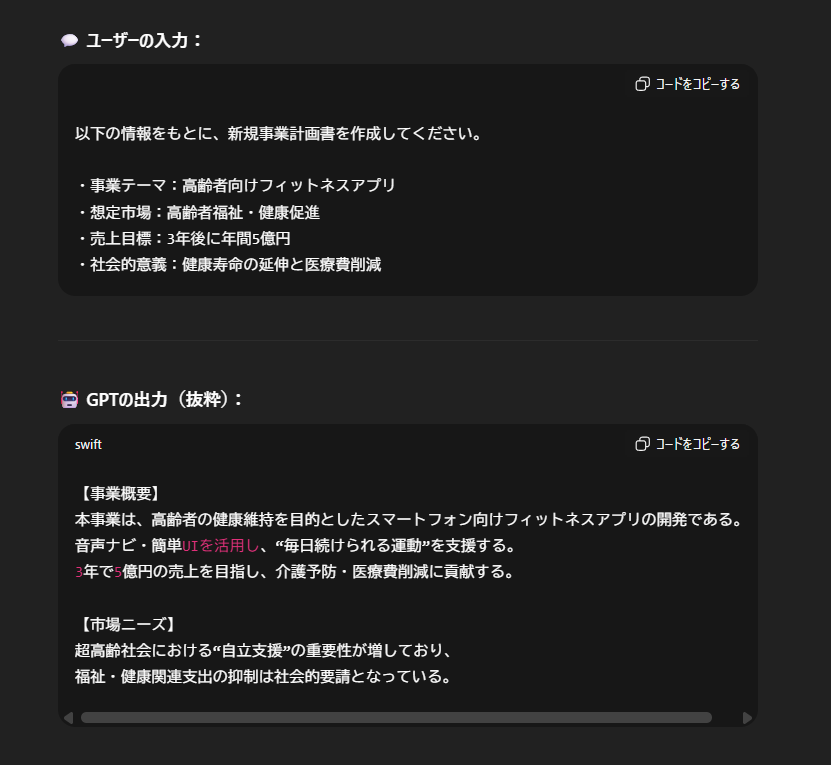 💬 ユーザーの入力：
コードをコピーする
以下の情報をもとに、新規事業計画書を作成してください。
・事業テーマ：高齢者向けフィットネスアプリ
・想定市場：高齢者福祉・健康促進
・売上目標：3年後に年間5億円
・社会的意義：健康寿命の延伸と医療費削減
🤖 GPTの出力（抜粋）：
swift
コードをコピーする
【事業概要】
本事業は、高齢者の健康維持を目的としたスマートフォン向けフィットネスアプリの開発である。
音声ナビ・簡単UIを活用し、“毎日続けられる運動”を支援する。
3年で5億円の売上を目指し、介護予防・医療費削減に貢献する。
【市場ニーズ】
超高齢社会における“自立支援”の重要性が増しており、
福祉・健康関連支出の抑制は社会的要請となっている。